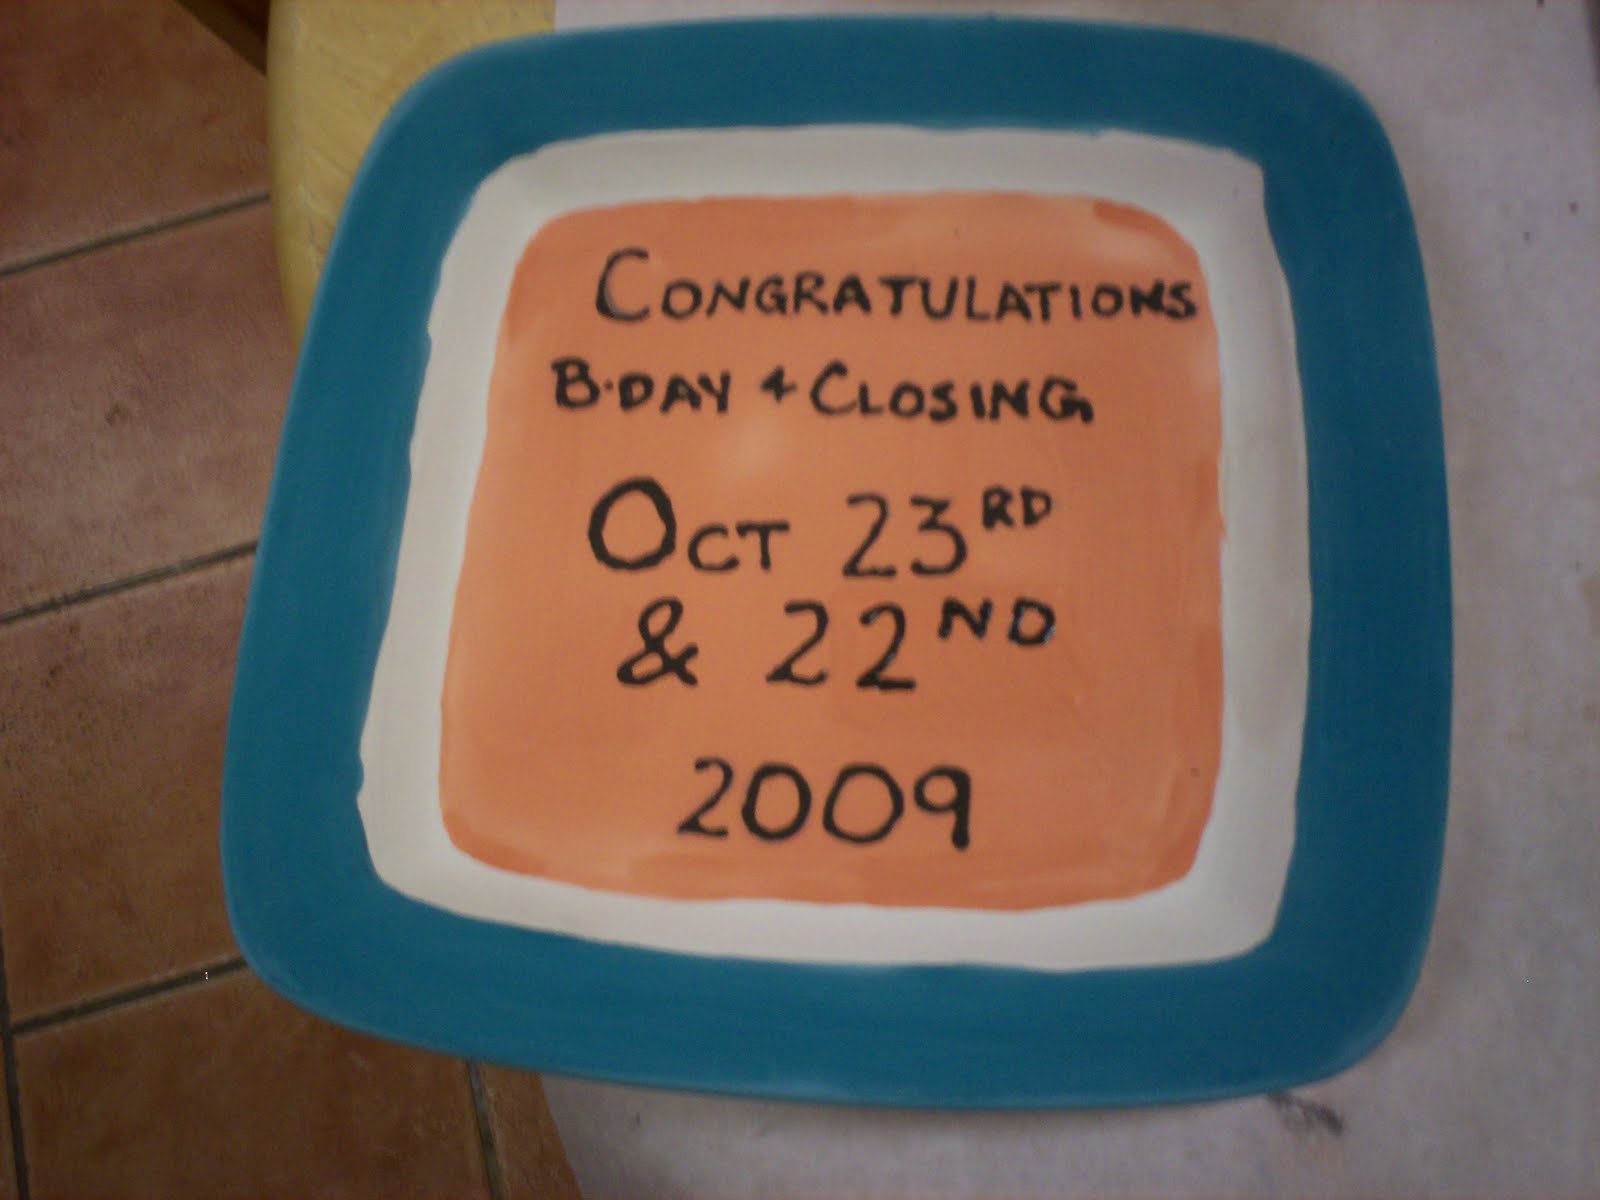 CONGRATULATIONS
B·DAY + CLOSING
OCT 23RD
& 22ND
2009